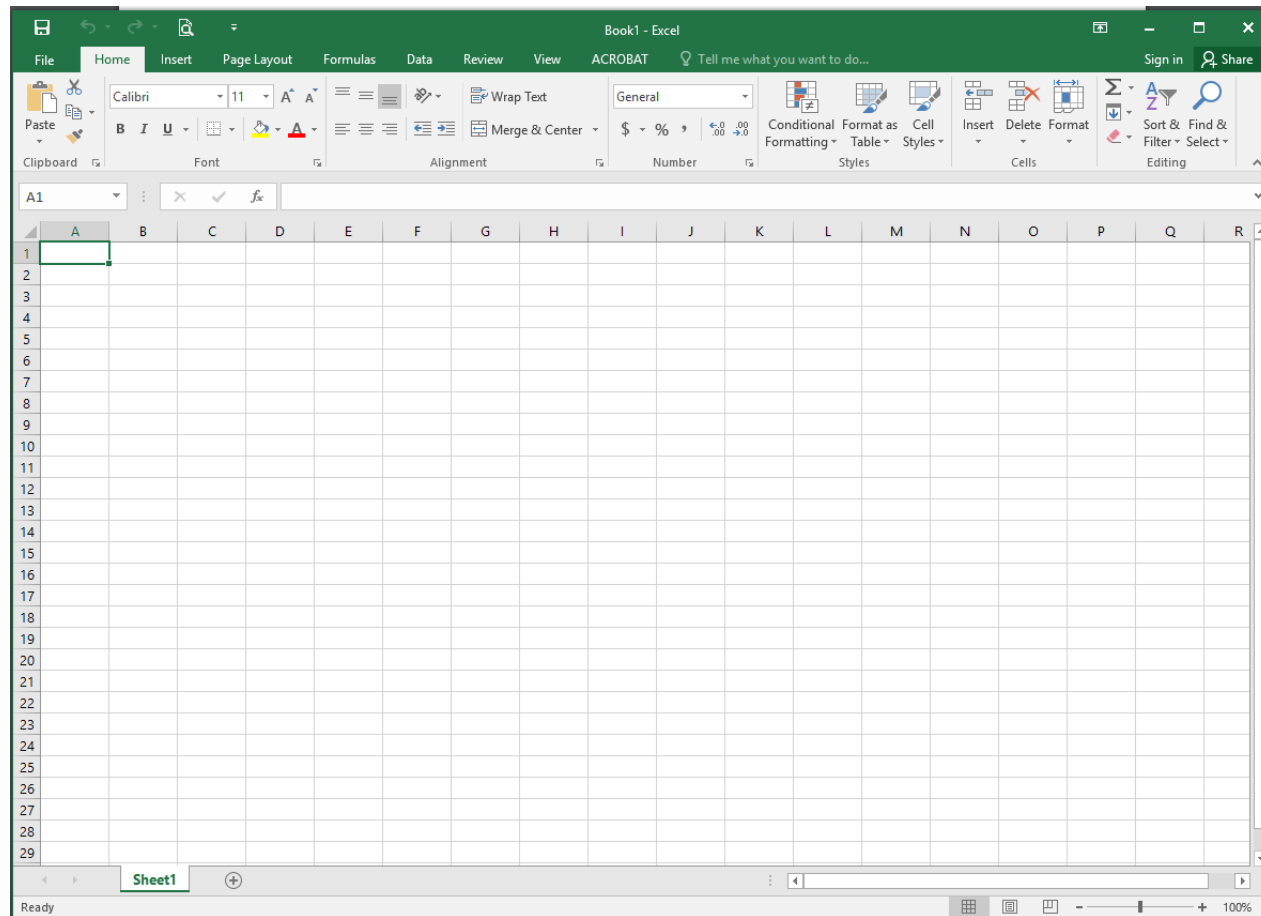 Book1 - Excel
File Home Insert Page Layout Formulas Data Review View ACROBAT Tell me what you want to do... Sign in Share
Calibri 11 A A Wrap Text General
Paste B I U A Merge & Center $ % , .0 .00 .00 .0 Conditional Format as Cell Insert Delete Format Sort & Find &
Formatting Table Styles Filter Select
Clipboard Font Alignment Number Styles Cells Editing
A1 fx
A B C D E F G H I J K L M N O P Q R
1
2
3
4
5
6
7
8
9
10
11
12
13
14
15
16
17
18
19
20
21
22
23
24
25
26
27
28
29
Sheet1
Ready 100%